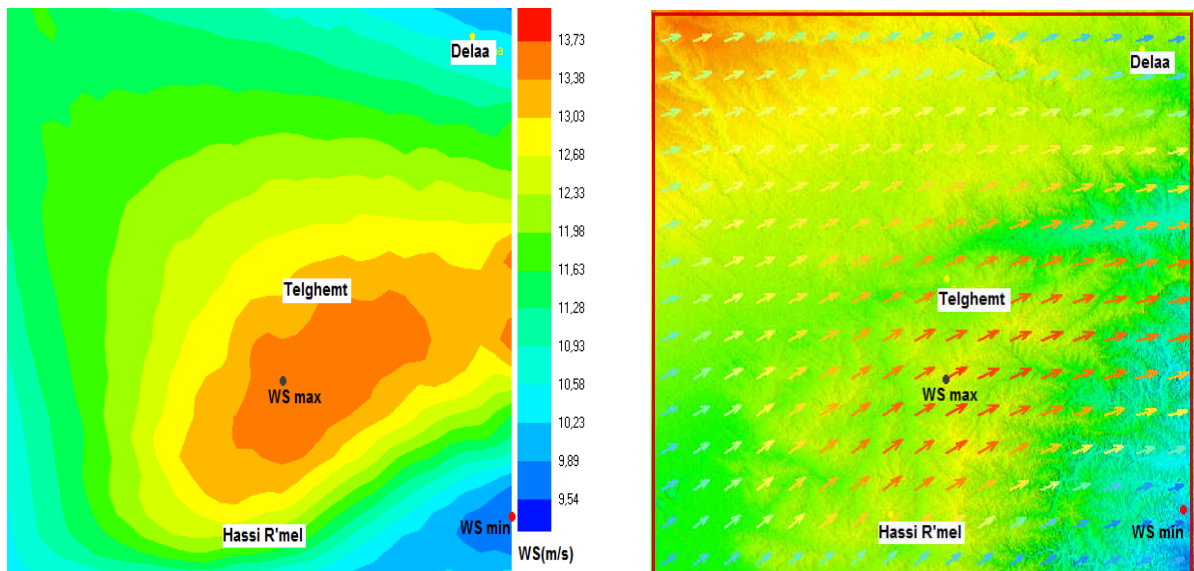 Delaa
Telghemt
WS max
Hassi R'mel
WS min
13,73
13,38
13,03
12,68
12,33
11,98
11,63
11,28
10,93
10,58
10,23
9,89
9,54
WS(m/s)
Delaa
Telghemt
WS max
Hassi R'mel
WS min